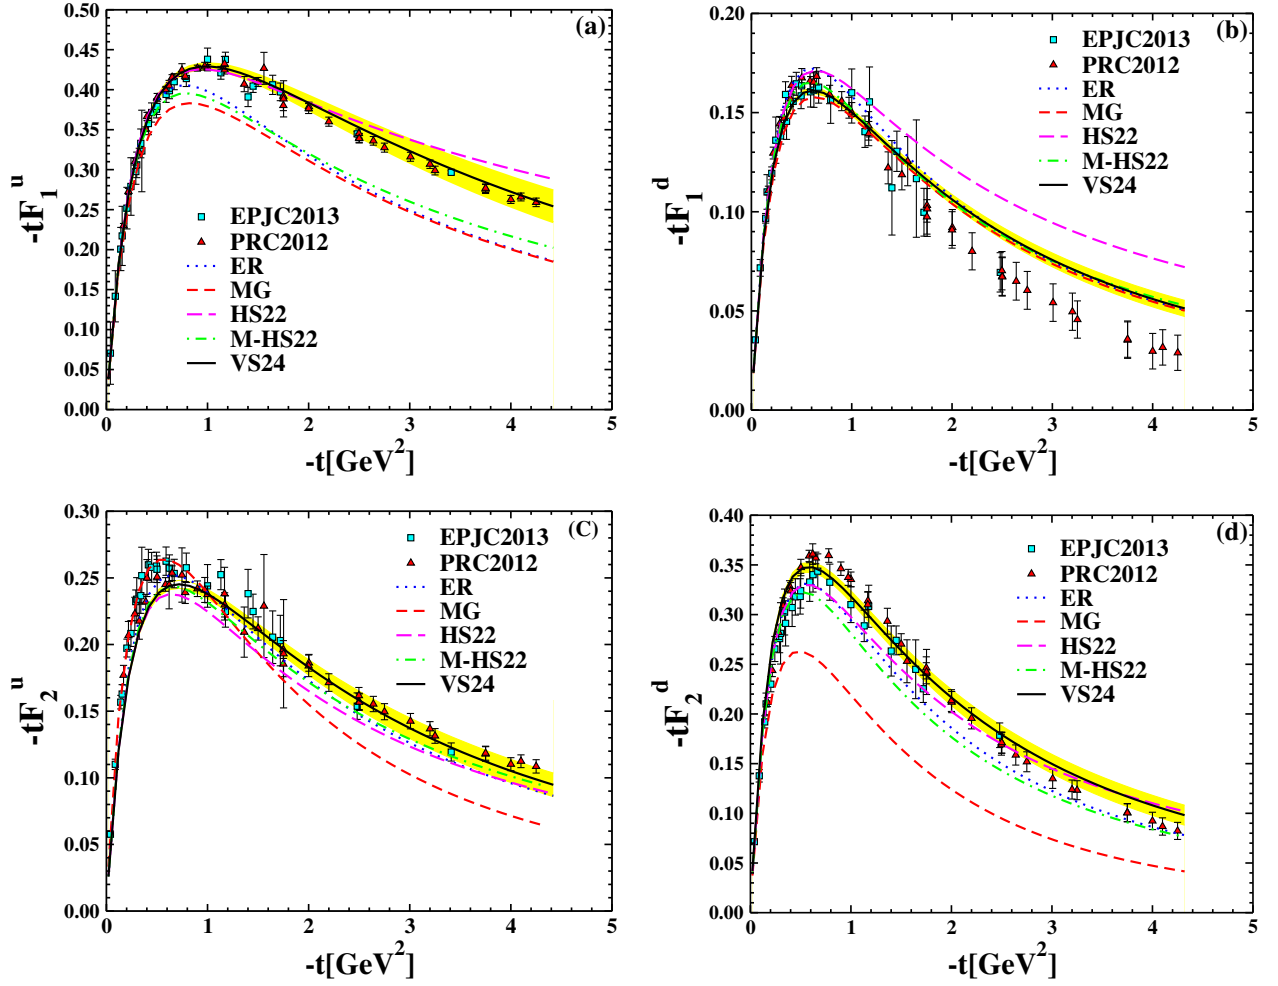 (a)
0.50
0.45
0.40
0.35
0.30
0.25
0.20
0.15
0.10
0.05
0.00
-tF₁ᵘ
EPJC2013
PRC2012
ER
MG
HS22
M-HS22
VS24
0 1 2 3 4 5
-t[GeV²]
(b)
0.20
0.15
0.10
0.05
0.00
-tF₁ᵈ
EPJC2013
PRC2012
ER
MG
HS22
M-HS22
VS24
0 1 2 3 4 5
-t[GeV²]
(C)
0.30
0.25
0.20
0.15
0.10
0.05
0.00
-tF₂ᵘ
EPJC2013
PRC2012
ER
MG
HS22
M-HS22
VS24
0 1 2 3 4 5
-t[GeV²]
(d)
0.40
0.35
0.30
0.25
0.20
0.15
0.10
0.05
0.00
-tF₂ᵈ
EPJC2013
PRC2012
ER
MG
HS22
M-HS22
VS24
0 1 2 3 4 5
-t[GeV²]